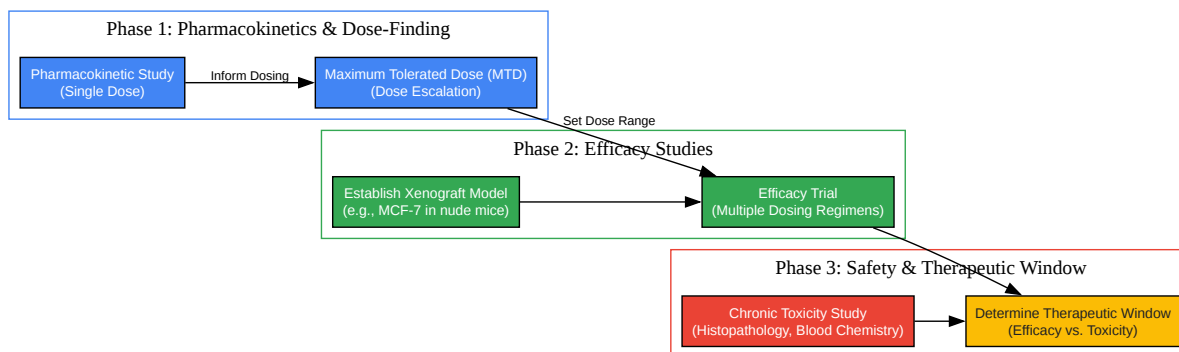 Phase 1: Pharmacokinetics & Dose-Finding
Pharmacokinetic Study
(Single Dose)
Inform Dosing
Maximum Tolerated Dose (MTD)
(Dose Escalation)
Set Dose Range
Phase 2: Efficacy Studies
Establish Xenograft Model
(e.g., MCF-7 in nude mice)
Efficacy Trial
(Multiple Dosing Regimens)
Phase 3: Safety & Therapeutic Window
Chronic Toxicity Study
(Histopathology, Blood Chemistry)
Determine Therapeutic Window
(Efficacy vs. Toxicity)